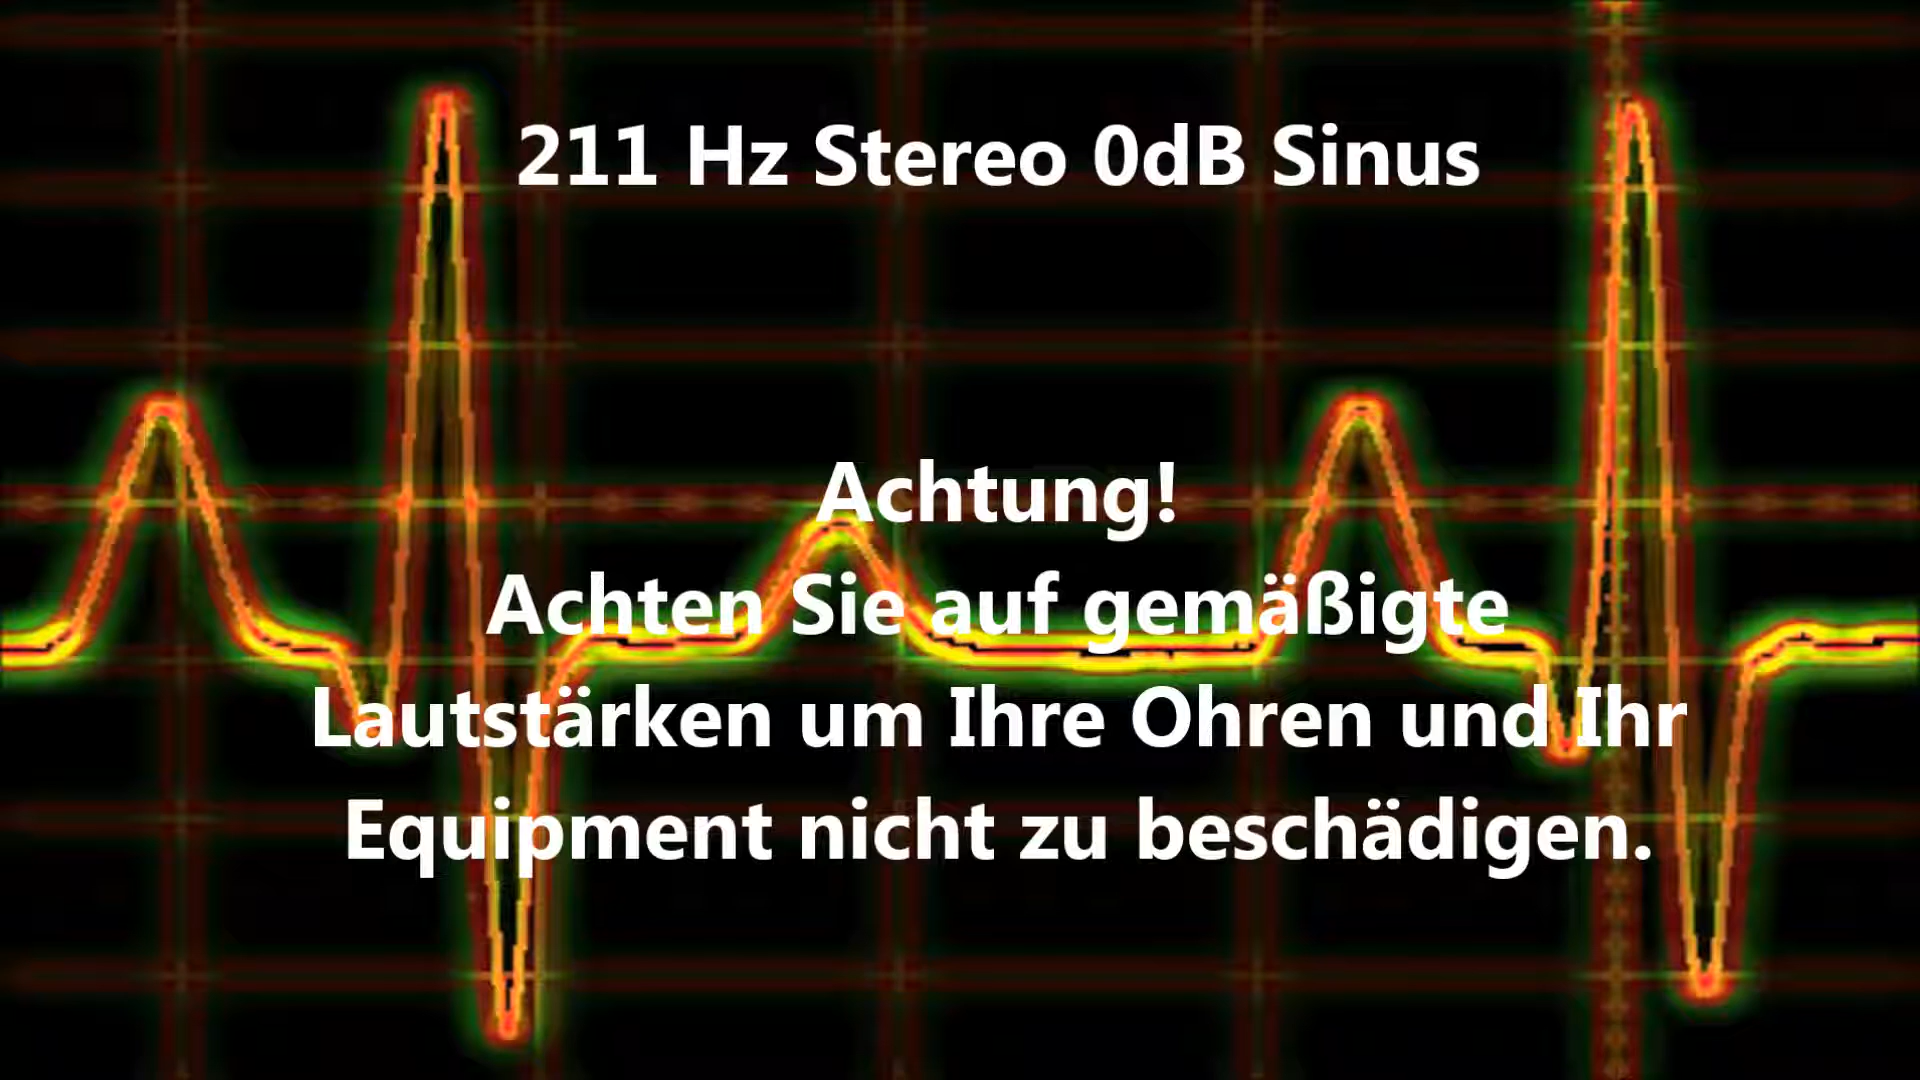 211 Hz Stereo 0dB Sinus
Achtung!
Achten Sie auf gemäßigte
Lautstärken um Ihre Ohren und Ihr
Equipment nicht zu beschädigen.